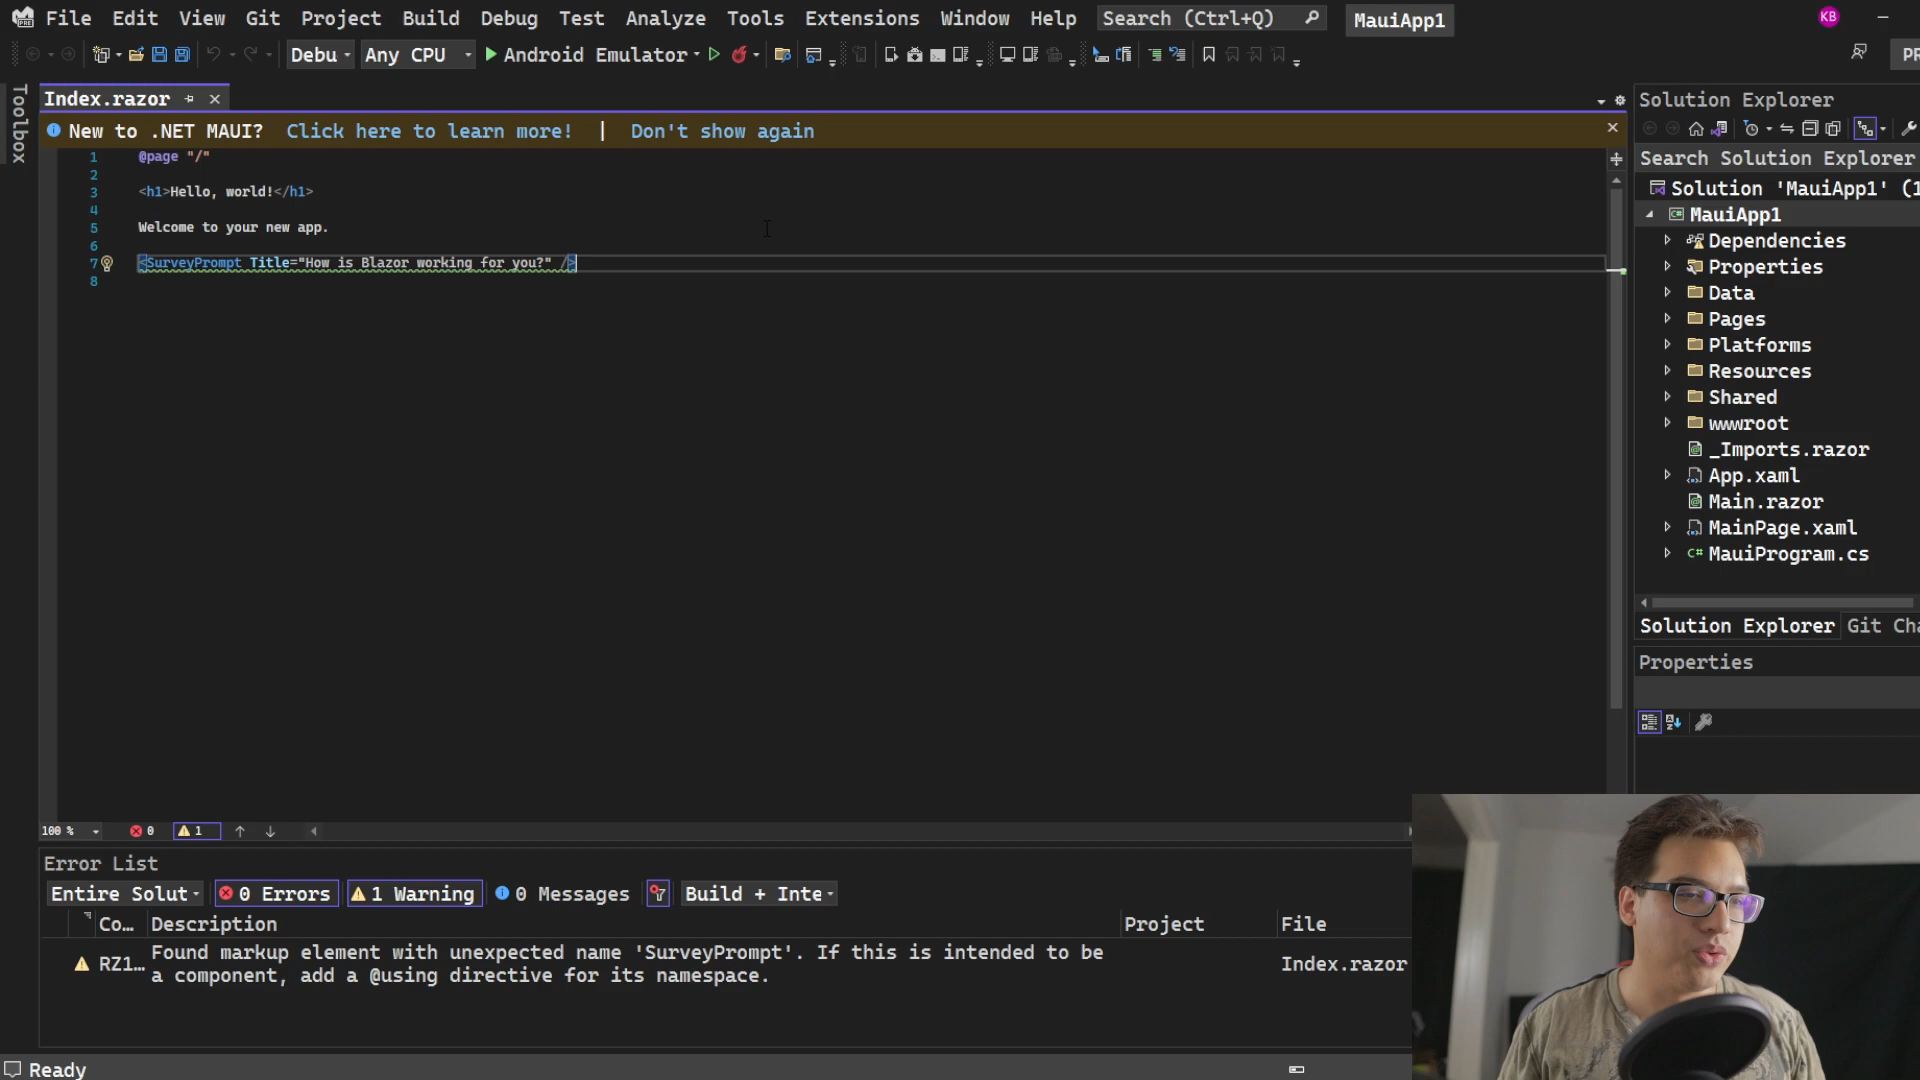 File Edit View Git Project Build Debug Test Analyze Tools Extensions Window Help Search (Ctrl+Q) MauiApp1 KB
Debu Any CPU Android Emulator PR
Toolbox
Index.razor
New to .NET MAUI? Click here to learn more! | Don't show again
1 @page "/"
2
3 <h1>Hello, world!</h1>
4
5 Welcome to your new app.
6
7 <SurveyPrompt Title="How is Blazor working for you?" />
8
100 % 0 1
Error List
Entire Solut 0 Errors 1 Warning 0 Messages Build + Inte
Co... Description Project File
RZ1... Found markup element with unexpected name 'SurveyPrompt'. If this is intended to be
a component, add a @using directive for its namespace. Index.razor
Ready
Solution Explorer
Search Solution Explorer
Solution 'MauiApp1' (1
MauiApp1
Dependencies
Properties
Data
Pages
Platforms
Resources
Shared
wwwroot
_Imports.razor
App.xaml
Main.razor
MainPage.xaml
C# MauiProgram.cs
Solution Explorer Git Cha
Properties